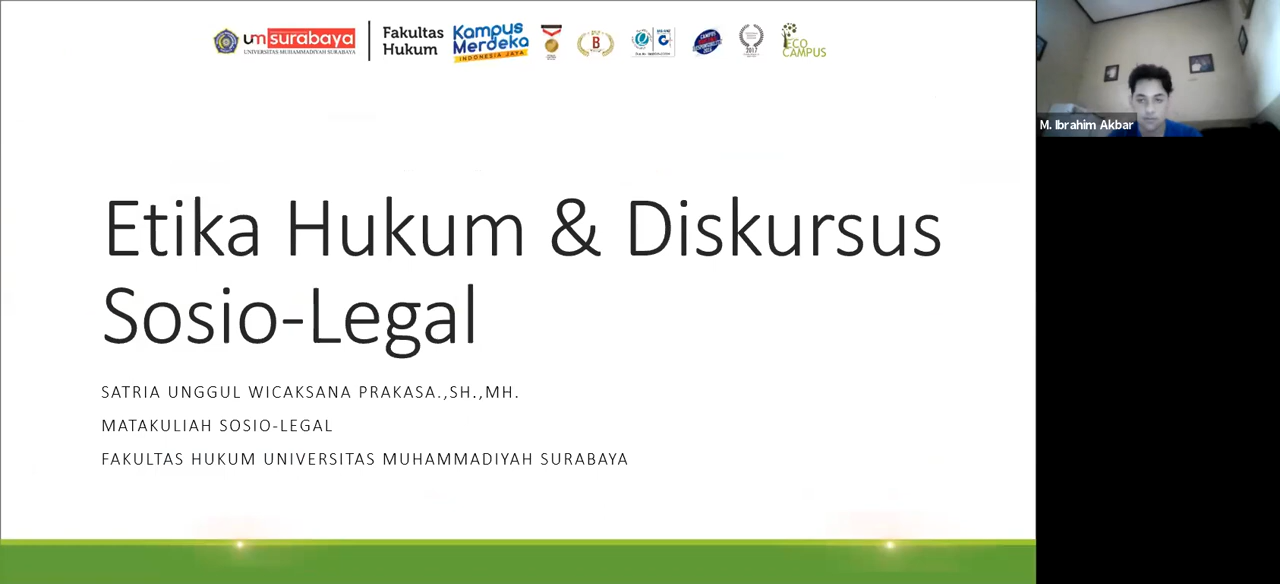 um surabaya
UNIVERSITAS MUHAMMADIYAH SURABAYA
Fakultas
Hukum
Kampus
Merdeka
INDONESIA JAYA
B
2017
ECO
CAMPUS
M. Ibrahim Akbar
Etika Hukum & Diskursus
Sosio-Legal
SATRIA UNGGUL WICAKSANA PRAKASA.,SH.,MH.
MATAKULIAH SOSIO-LEGAL
FAKULTAS HUKUM UNIVERSITAS MUHAMMADIYAH SURABAYA